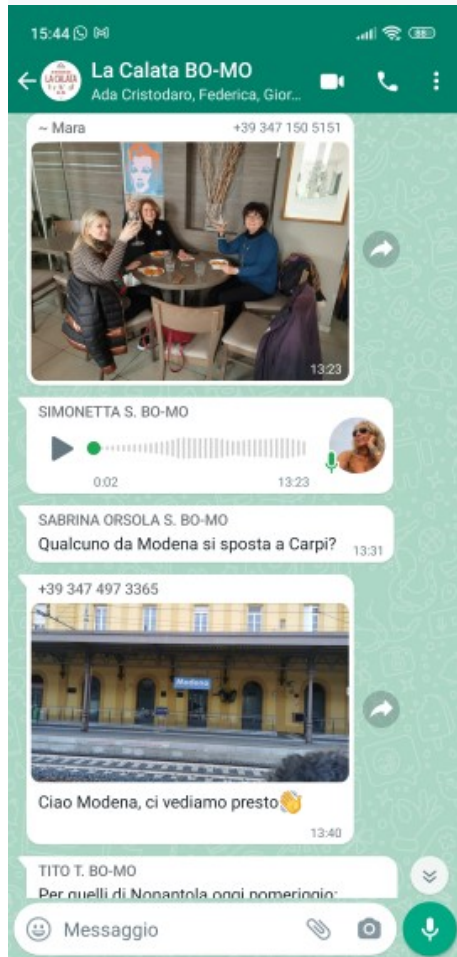 15:44
88
La Calata BO-MO
Ada Cristodaro, Federica, Gior...
~ Mara +39 347 150 5151
13:23
SIMONETTA S. BO-MO
0:02 13:23
SABRINA ORSOLA S. BO-MO
Qualcuno da Modena si sposta a Carpi? 13:31
+39 347 497 3365
Modena
Ciao Modena, ci vediamo presto👋
13:40
TITO T. BO-MO
Per quelli di Nonantola oggi pomeriggio:
Messaggio